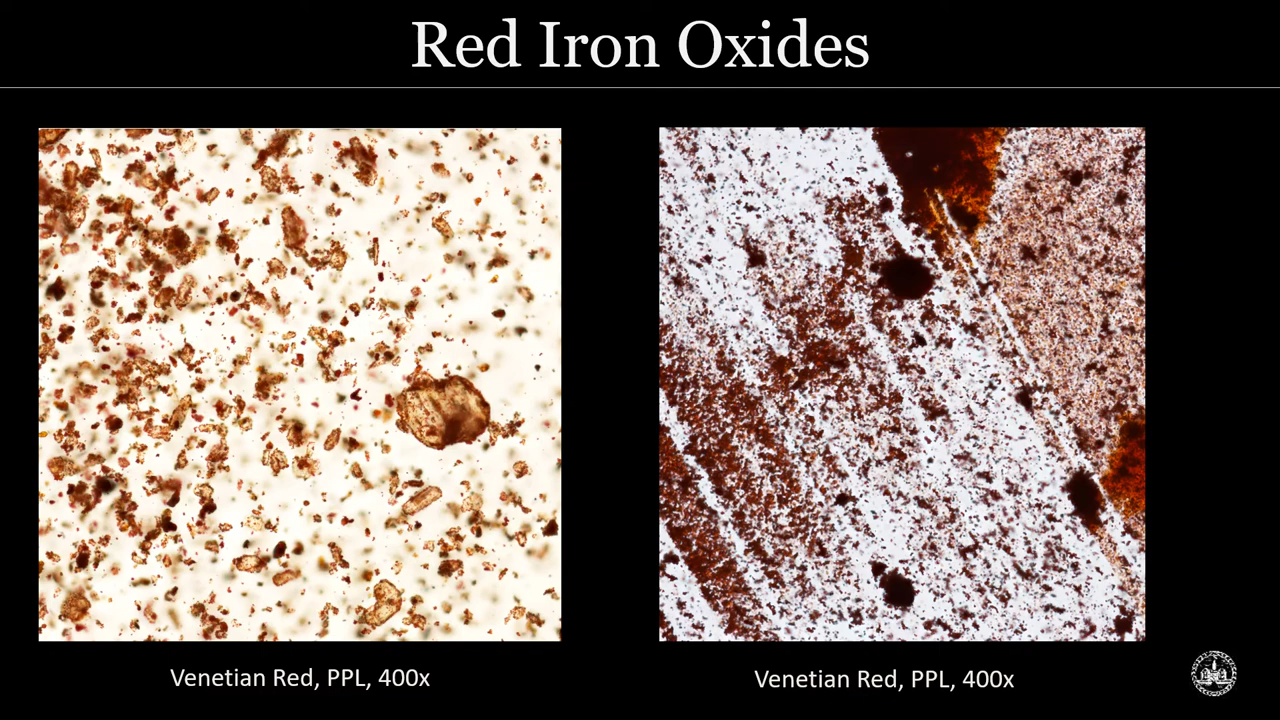 Red Iron Oxides
Venetian Red, PPL, 400x
Venetian Red, PPL, 400x